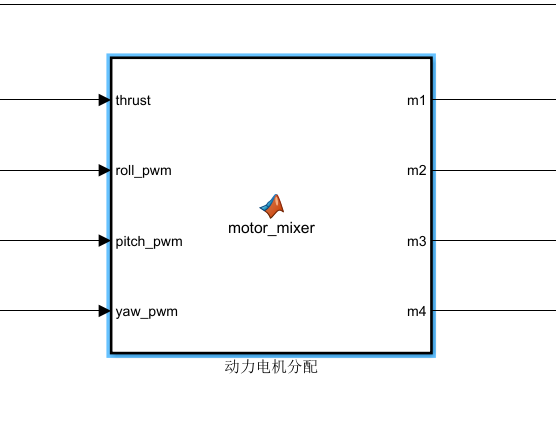 thrust
m1
roll_pwm
m2
motor_mixer
pitch_pwm
m3
yaw_pwm
m4
动力电机分配